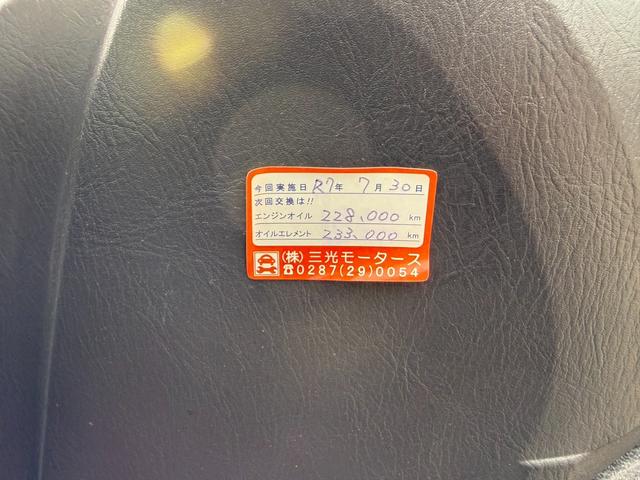 今回実施日 R7年 7月 30日
次回交換は!!
エンジンオイル 228,000 km
オイルエレメント 233,000 km
(株)三光モータース
☎0287(29)0054